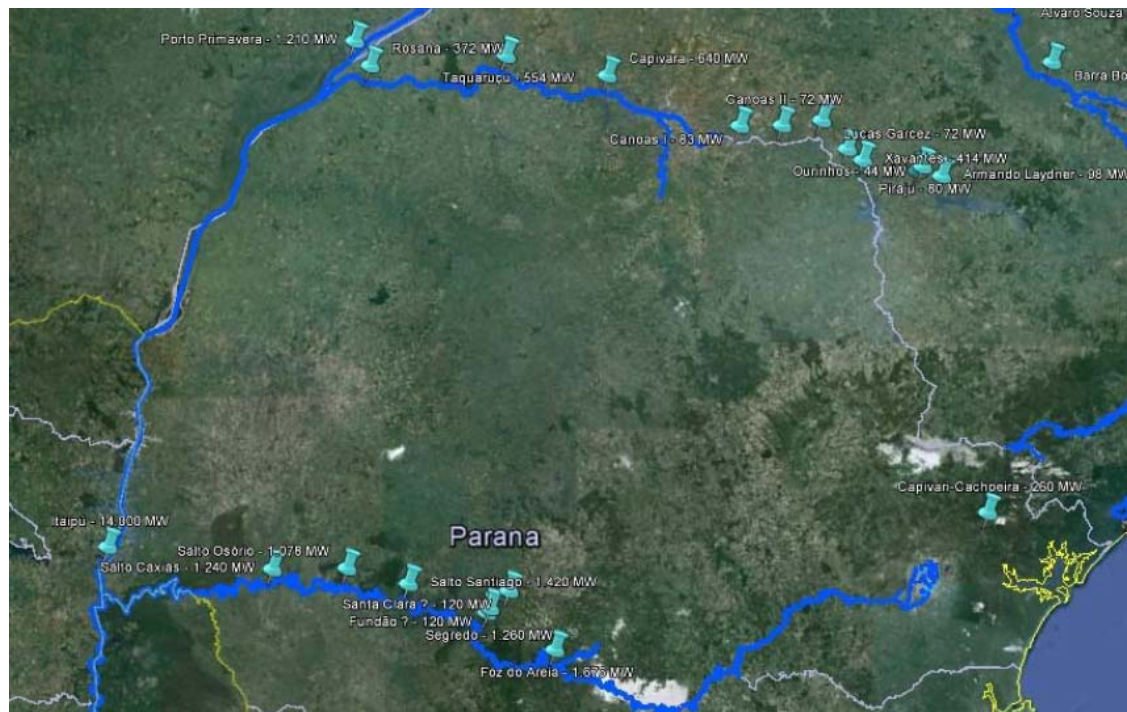 Alvaro Souza
Porto Primavera - 1.210 MW
Rosana - 372 MW
Taquaruçu - 554 MW
Capivara - 640 MW
Barra Bo
Canoas II - 72 MW
Canoas I - 83 MW
Lucas Garcez - 72 MW
Xavantes - 414 MW
Ourinhos - 44 MW
Armando Laydner - 98 MW
Piraju - 80 MW
Capivari-Cachoeira - 260 MW
Itaipú - 14.000 MW
Parana
Salto Osório - 1.078 MW
Salto Caxias - 1.240 MW
Salto Santiago - 1.420 MW
Santa Clara ? - 120 MW
Fundão ? - 120 MW
Segredo - 1.260 MW
Foz do Areia - 1.676 MW